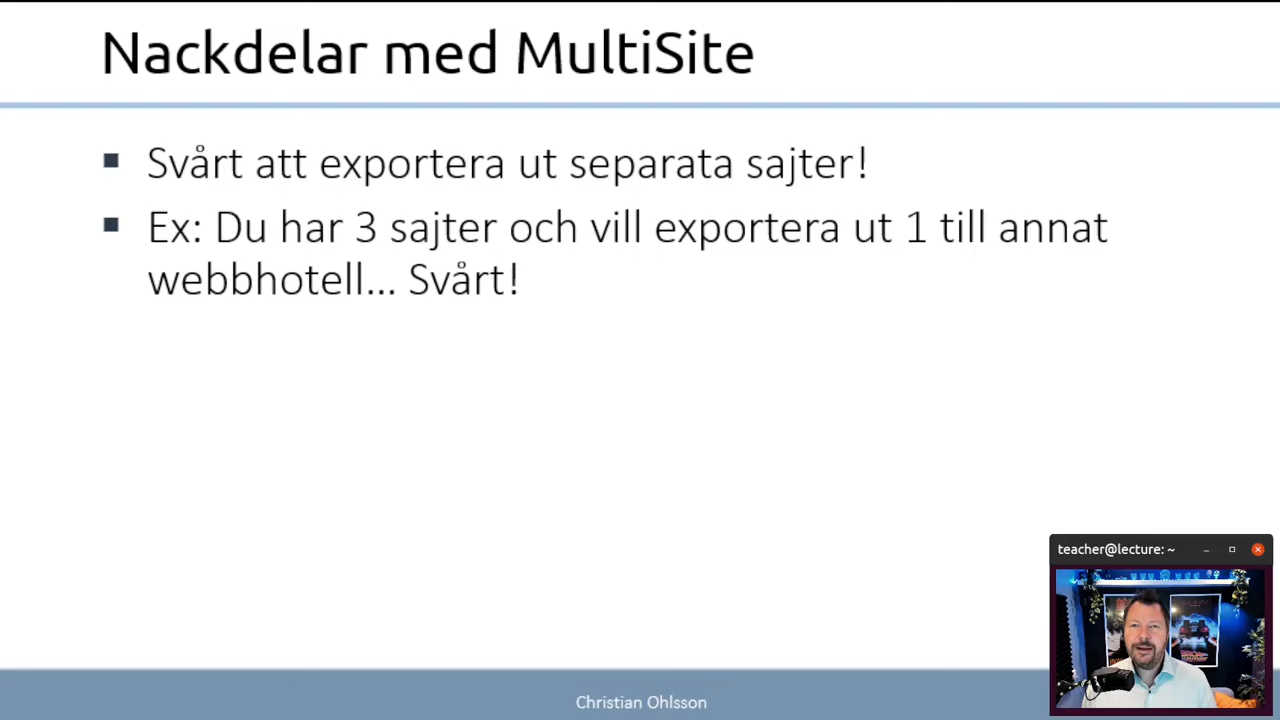 Nackdelar med MultiSite
▪ Svårt att exportera ut separata sajter!
▪ Ex: Du har 3 sajter och vill exportera ut 1 till annat
webbhotell... Svårt!
teacher@lecture: ~
Christian Ohlsson